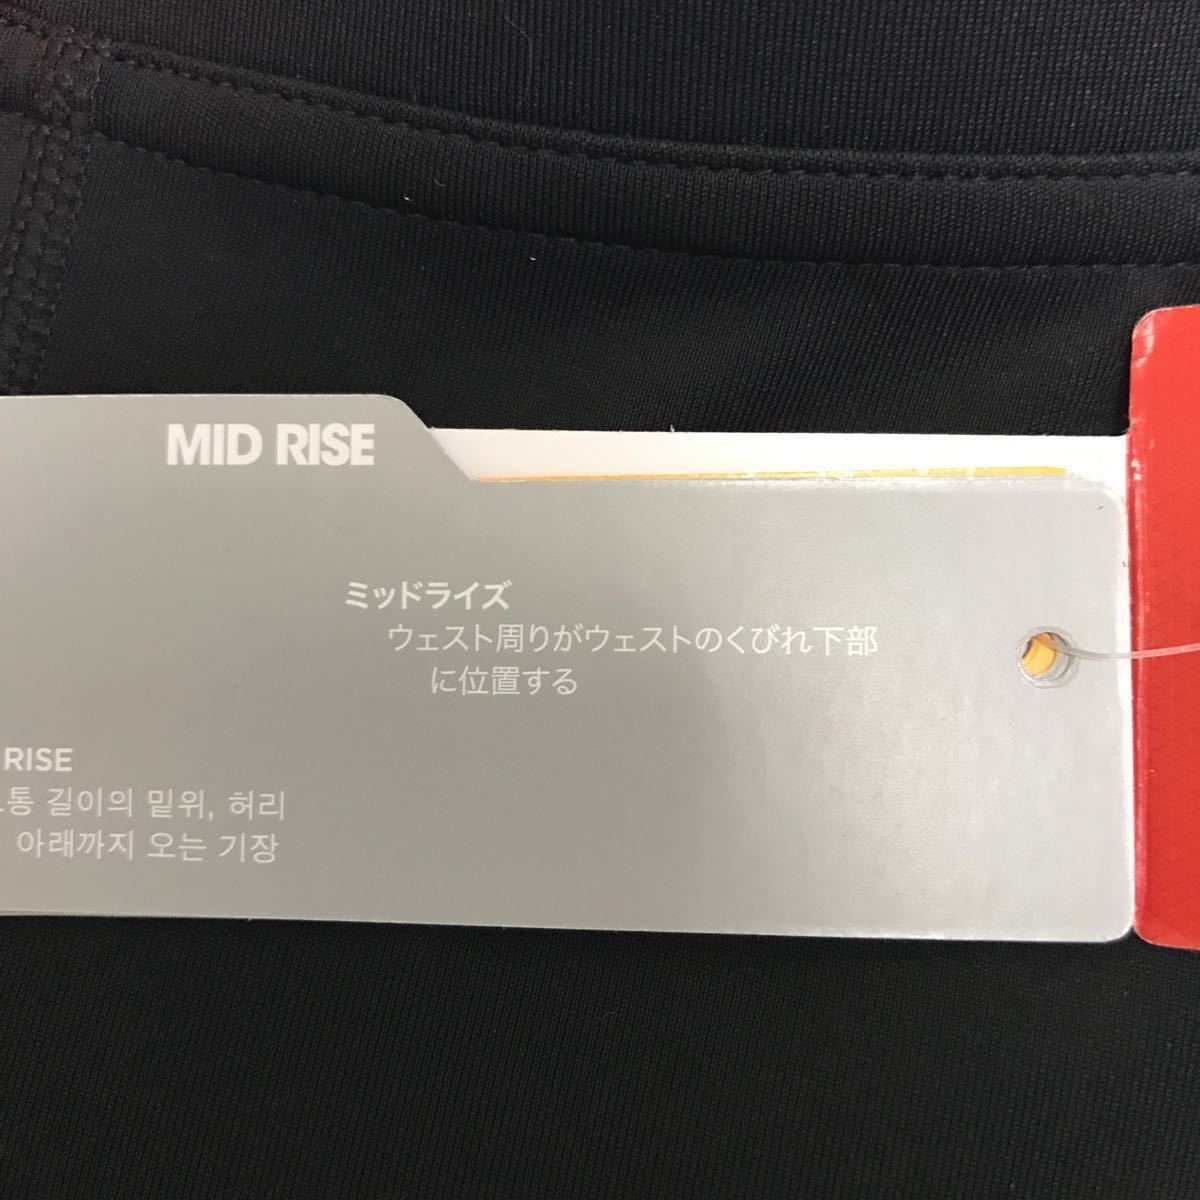 MID RISE
ミッドライズ
ウェスト周りがウェストのくびれ下部
に位置する
RISE
통 길이의 밑위, 허리
아래까지 오는 기장